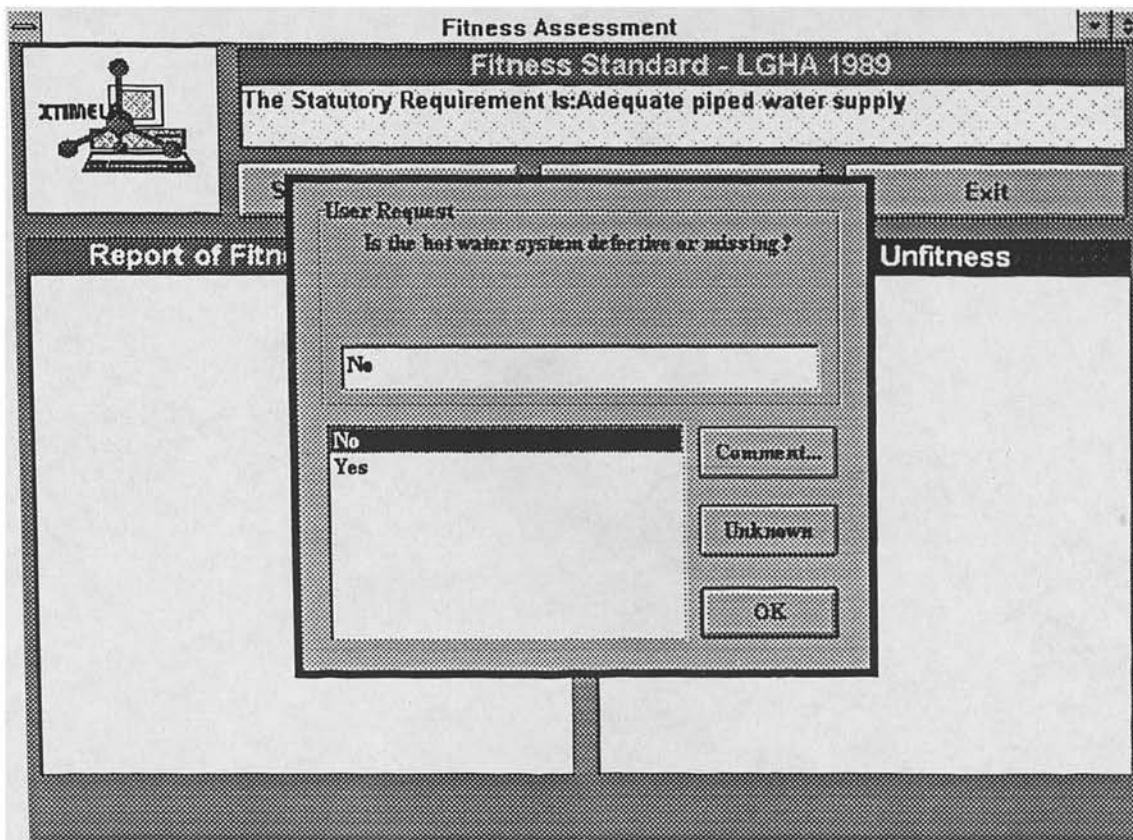 Fitness Assessment
Fitness Standard - LGHA 1989
The Statutory Requirement Is:Adequate piped water supply
S
Exit
Report of Fitn
Unfitness
User Request
Is the hot water system defective or missing?
No
No
Yes
Comment...
Unknown
OK